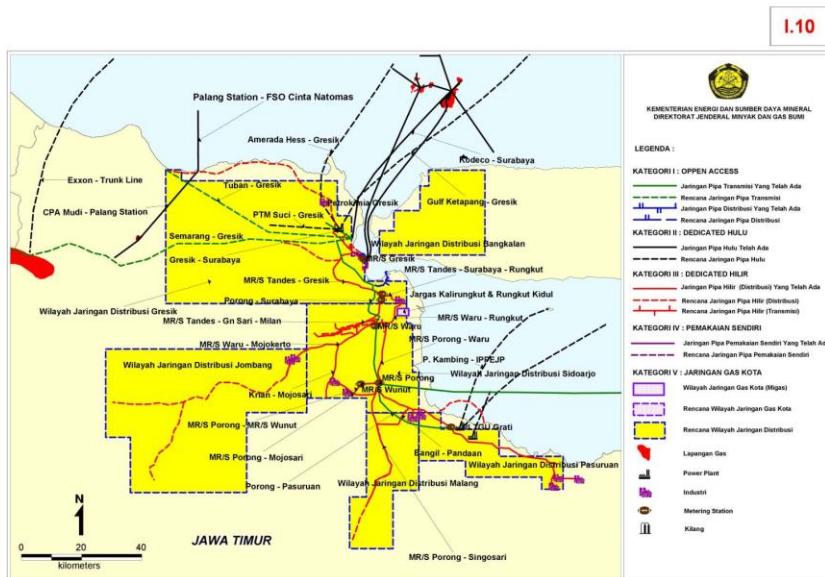 I.10
Palang Station - FSO Cinta Natomas
Amerada Hess - Gresik
Kodeco - Surabaya
Exxon - Trunk Line
Tuban - Gresik
Petrokimia Gresik
Gulf Ketapang - Gresik
CPA Mudi - Palang Station
PTM Suci - Gresik
Semarang - Gresik
Wilayah Jaringan Distribusi Bangkalan
Gresik - Surabaya
MR/S Gresik
MR/S Tandes - Surabaya - Rungkut
MR/S Tandes - Gresik
Jargas Kalirungkut & Rungkut Kidul
Porong - Surabaya
Wilayah Jaringan Distribusi Gresik
MR/S Waru - Rungkut
MR/S Tandes - Gn Sari - Milan
MR/S Waru
MR/S Porong - Waru
MR/S Waru - Mojokerto
P. Kambing - IPPEJP
Wilayah Jaringan Distribusi Jombang
Wilayah Jaringan Distribusi Sidoarjo
MR/S Porong
MR/S Wunut
Krian - Mojosari
MR/S Porong - MR/S Wunut
PLTGU Grati
Bangil - Pandaan
MR/S Porong - Mojosari
Wilayah Jaringan Distribusi Pasuruan
Porong - Pasuruan
Wilayah Jaringan Distribusi Malang
MR/S Porong - Singosari
N
0 20 40
kilometers
JAWA TIMUR
KEMENTERIAN ENERGI DAN SUMBER DAYA MINERAL
DIREKTORAT JENDERAL MINYAK DAN GAS BUMI
LEGENDA :
KATEGORI I : OPPEN ACCESS
Jaringan Pipa Transmisi Yang Telah Ada
Rencana Jaringan Pipa Transmisi
Jaringan Pipa Distribusi Yang Telah Ada
Rencana Jaringan Pipa Distribusi
KATEGORI II : DEDICATED HULU
Jaringan Pipa Hulu Telah Ada
Rencana Jaringan Pipa Hulu
KATEGORI III : DEDICATED HILIR
Jaringan Pipa Hilir (Distribusi) Yang Telah Ada
Rencana Jaringan Pipa Hilir (Distribusi)
Rencana Jaringan Pipa Hilir (Transmisi)
KATEGORI IV : PEMAKAIAN SENDIRI
Jaringan Pipa Pemakaian Sendiri Yang Telah Ad
Rencana Jaringan Pipa Pemakaian Sendiri
KATEGORI V : JARINGAN GAS KOTA
Wilayah Jaringan Gas Kota (Migas)
Rencana Wilayah Jaringan Gas Kota
Rencana Wilayah Jaringan Distribusi
Lapangan Gas
Power Plant
Industri
Metering Station
Kilang